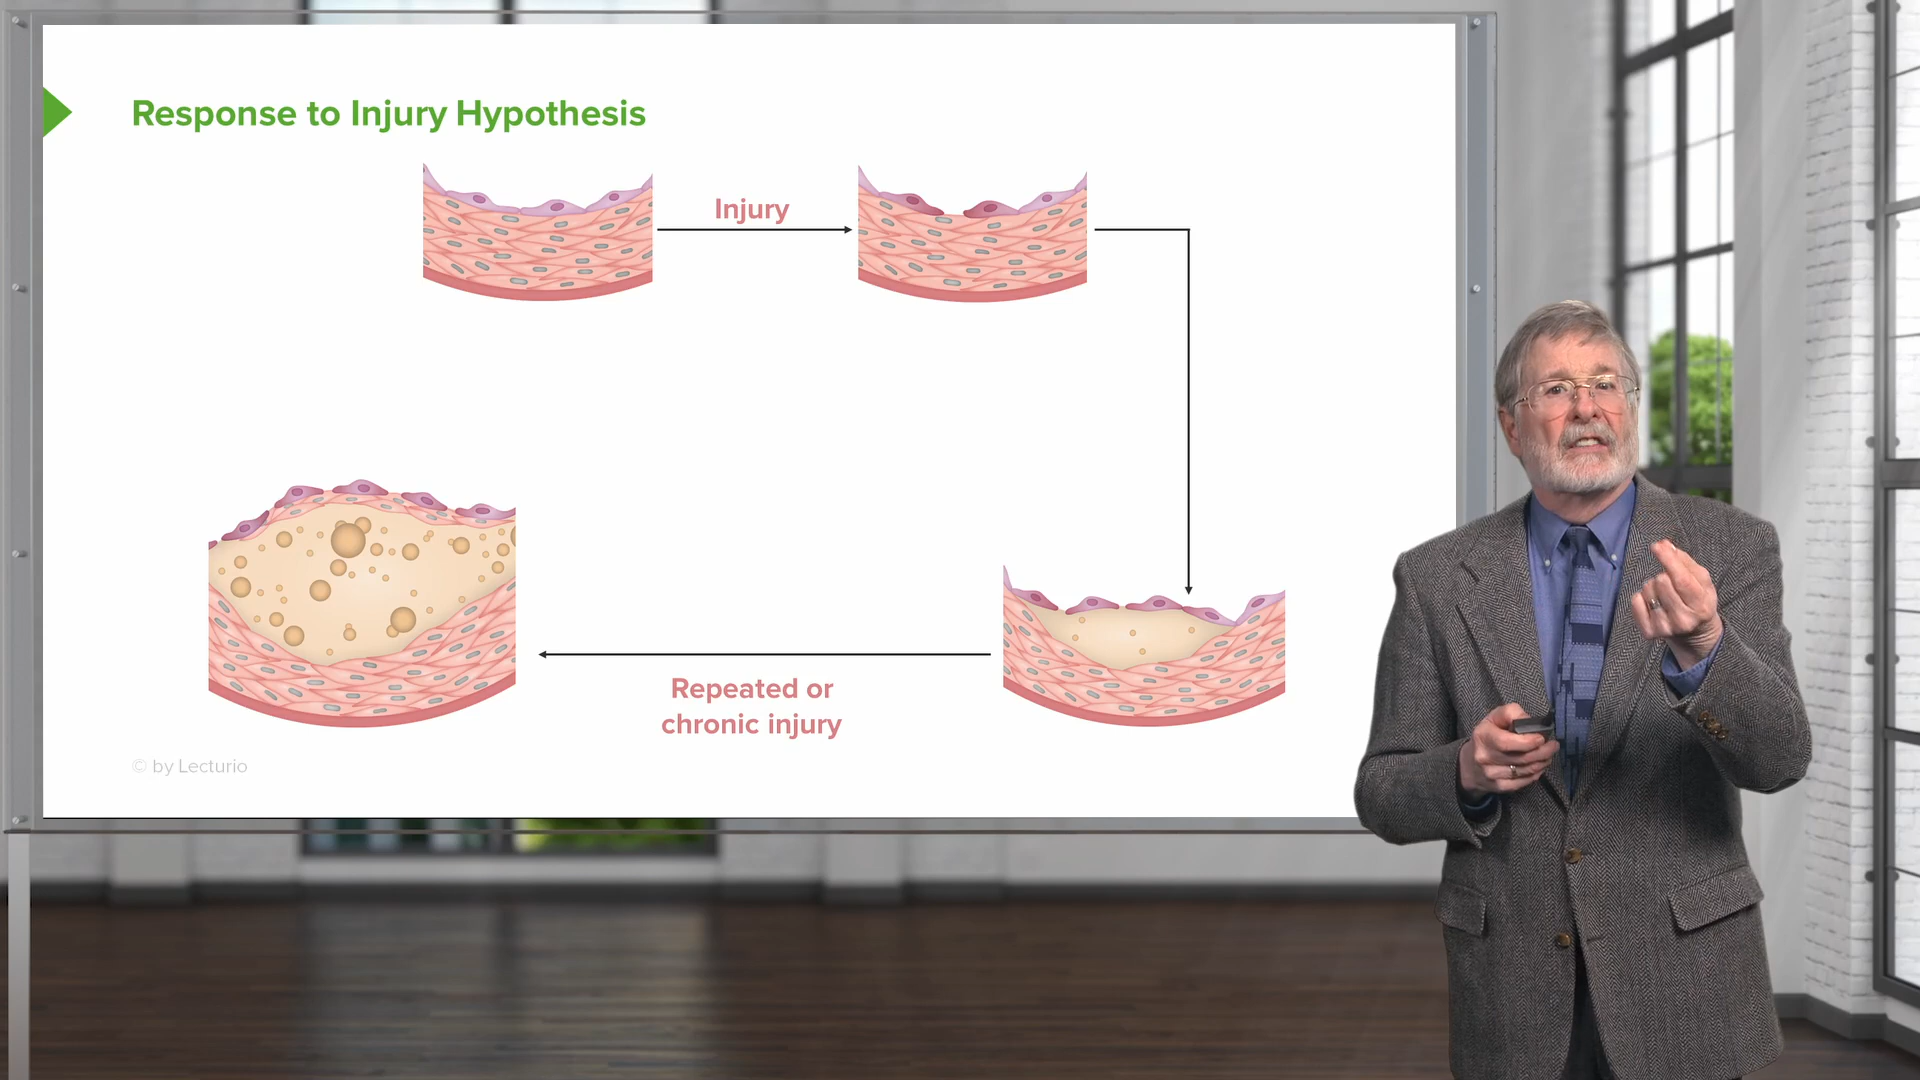 Response to Injury Hypothesis
Injury
Repeated or
chronic injury
© by Lecturio